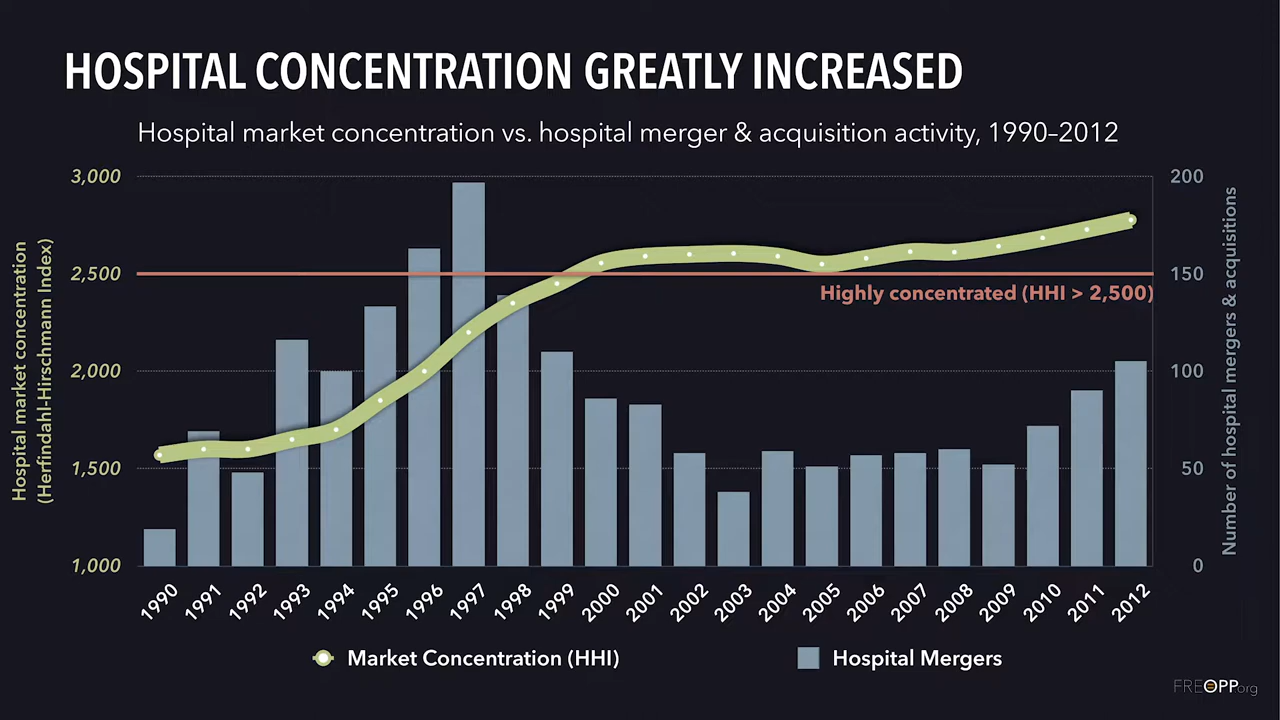 HOSPITAL CONCENTRATION GREATLY INCREASED
Hospital market concentration vs. hospital merger & acquisition activity, 1990–2012
Hospital market concentration
(Herfindahl-Hirschmann Index)
3,000
2,500
2,000
1,500
1,000
Highly concentrated (HHI > 2,500)
200
150
100
50
0
Number of hospital mergers & acquisitions
1990 1991 1992 1993 1994 1995 1996 1997 1998 1999 2000 2001 2002 2003 2004 2005 2006 2007 2008 2009 2010 2011 2012
Market Concentration (HHI)
Hospital Mergers
FREOPP.org